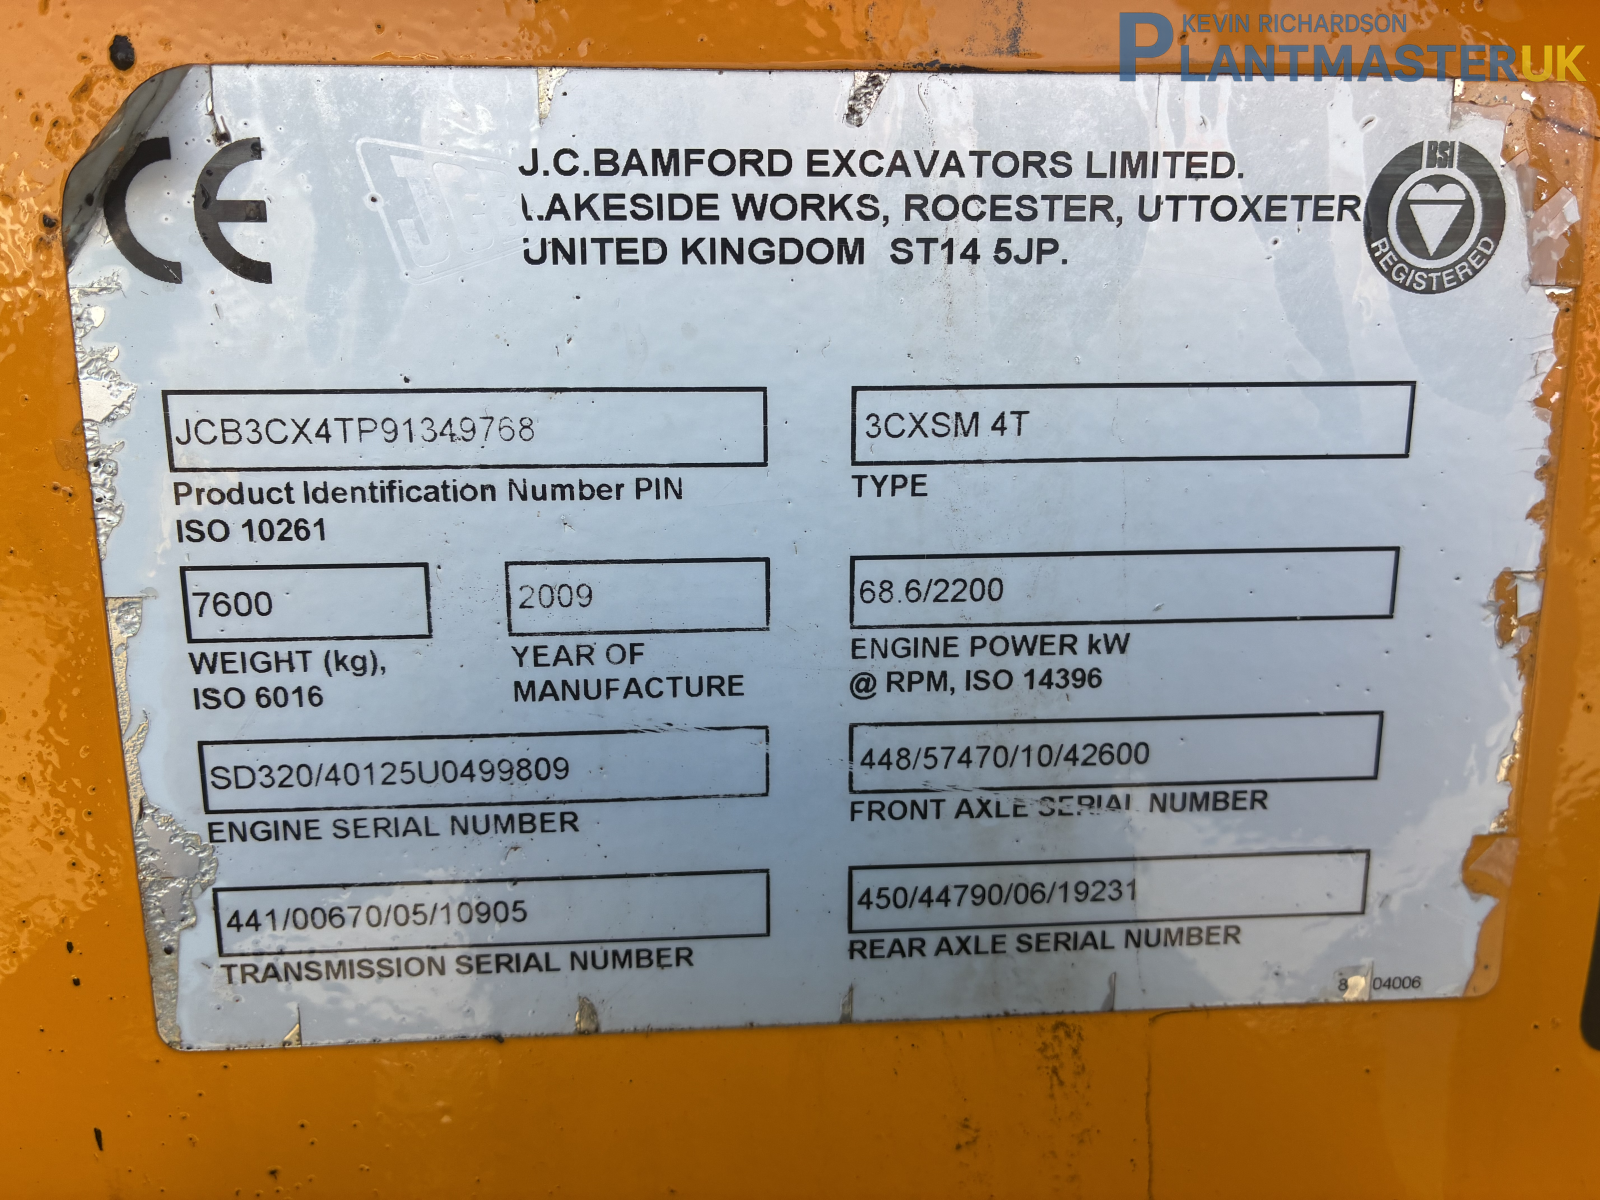 KEVIN RICHARDSON
PLANTMASTERUK
CE
J.C.BAMFORD EXCAVATORS LIMITED.
LAKESIDE WORKS, ROCESTER, UTTOXETER
UNITED KINGDOM ST14 5JP.
BSI
REGISTERED
JCB3CX4TP91349768
Product Identification Number PIN
ISO 10261
3CXSM 4T
TYPE
7600
WEIGHT (kg),
ISO 6016
2009
YEAR OF
MANUFACTURE
68.6/2200
ENGINE POWER kW
@ RPM, ISO 14396
SD320/40125U0499809
ENGINE SERIAL NUMBER
448/57470/10/42600
FRONT AXLE SERIAL NUMBER
441/00670/05/10905
TRANSMISSION SERIAL NUMBER
450/44790/06/19231
REAR AXLE SERIAL NUMBER
04006